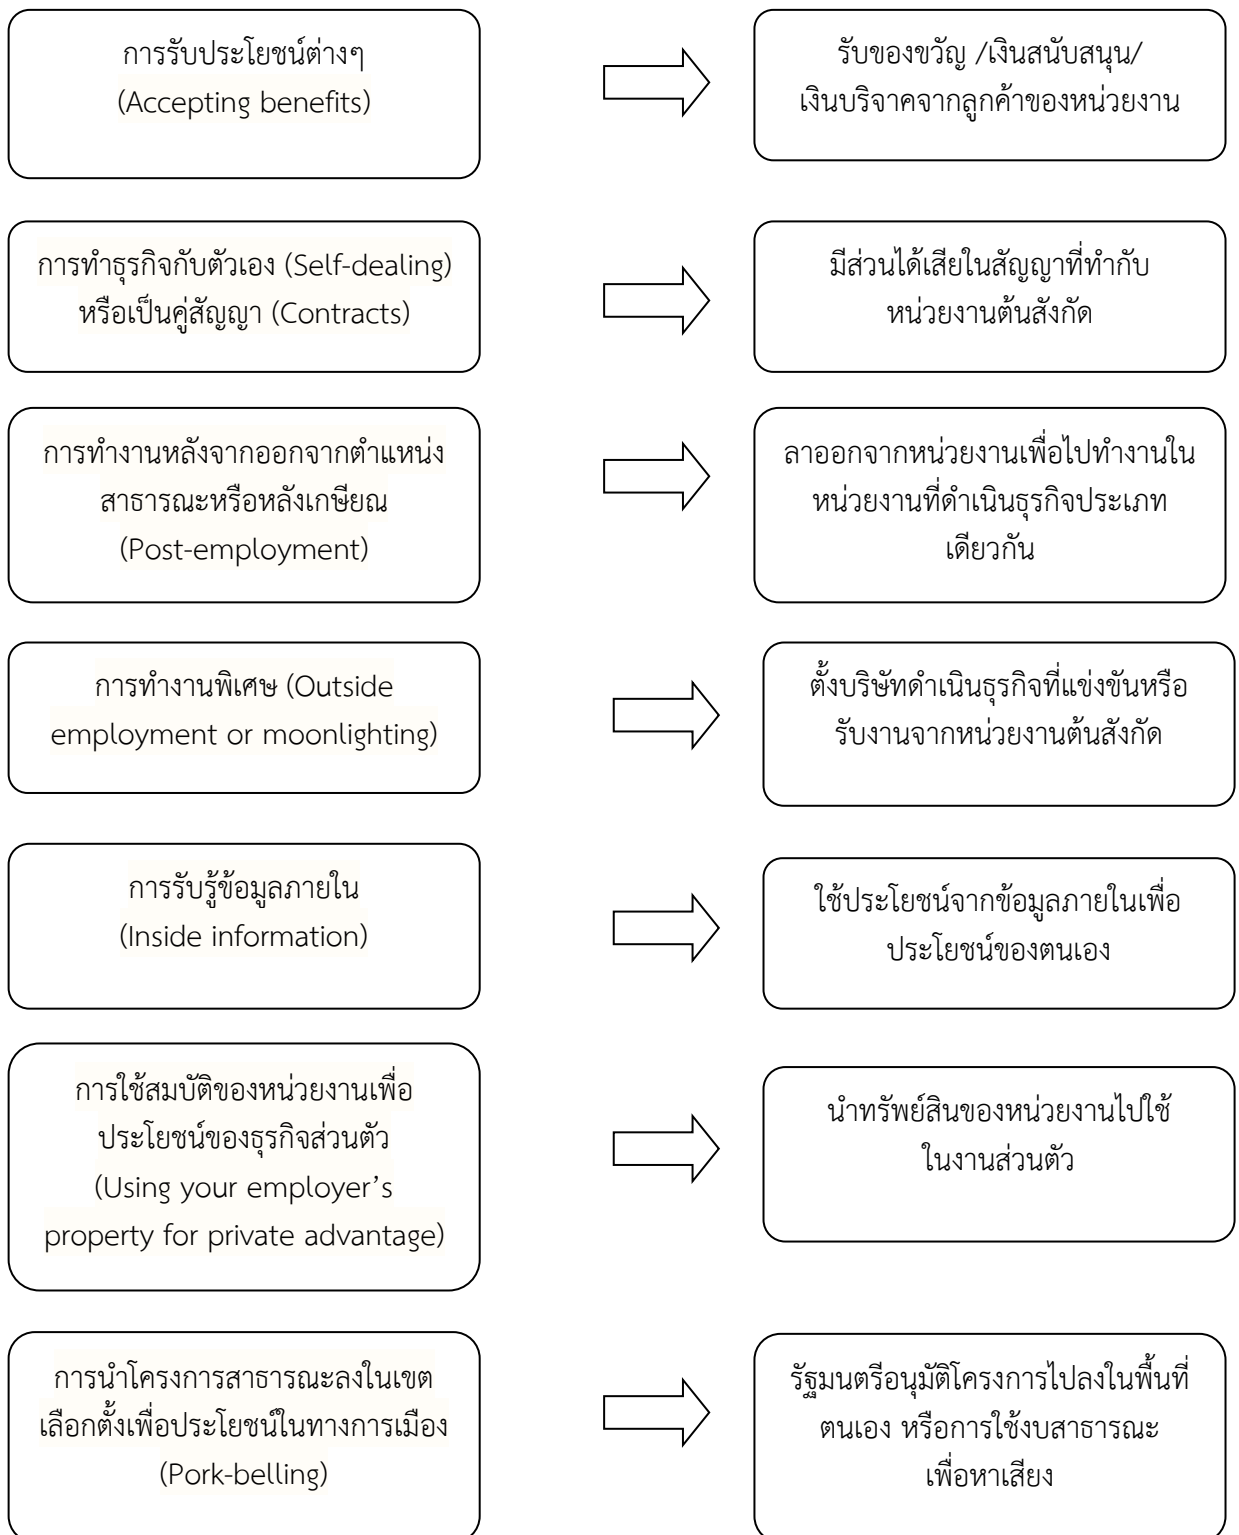 การรับประโยชน์ต่างๆ
(Accepting benefits)
รับของขวัญ /เงินสนับสนุน/
เงินบริจาคจากลูกค้าของหน่วยงาน
การทำธุรกิจกับตัวเอง (Self-dealing)
หรือเป็นคู่สัญญา (Contracts)
มีส่วนได้เสียในสัญญาที่ทำกับ
หน่วยงานต้นสังกัด
การทำงานหลังจากออกจากตำแหน่ง
สาธารณะหรือหลังเกษียณ
(Post-employment)
ลาออกจากหน่วยงานเพื่อไปทำงานใน
หน่วยงานที่ดำเนินธุรกิจประเภท
เดียวกัน
การทำงานพิเศษ (Outside
employment or moonlighting)
ตั้งบริษัทดำเนินธุรกิจที่แข่งขันหรือ
รับงานจากหน่วยงานต้นสังกัด
การรับรู้ข้อมูลภายใน
(Inside information)
ใช้ประโยชน์จากข้อมูลภายในเพื่อ
ประโยชน์ของตนเอง
การใช้สมบัติของหน่วยงานเพื่อ
ประโยชน์ของธุรกิจส่วนตัว
(Using your employer’s
property for private advantage)
นำทรัพย์สินของหน่วยงานไปใช้
ในงานส่วนตัว
การนำโครงการสาธารณะลงในเขต
เลือกตั้งเพื่อประโยชน์ในทางการเมือง
(Pork-belling)
รัฐมนตรีอนุมัติโครงการไปลงในพื้นที่
ตนเอง หรือการใช้งบสาธารณะ
เพื่อหาเสียง